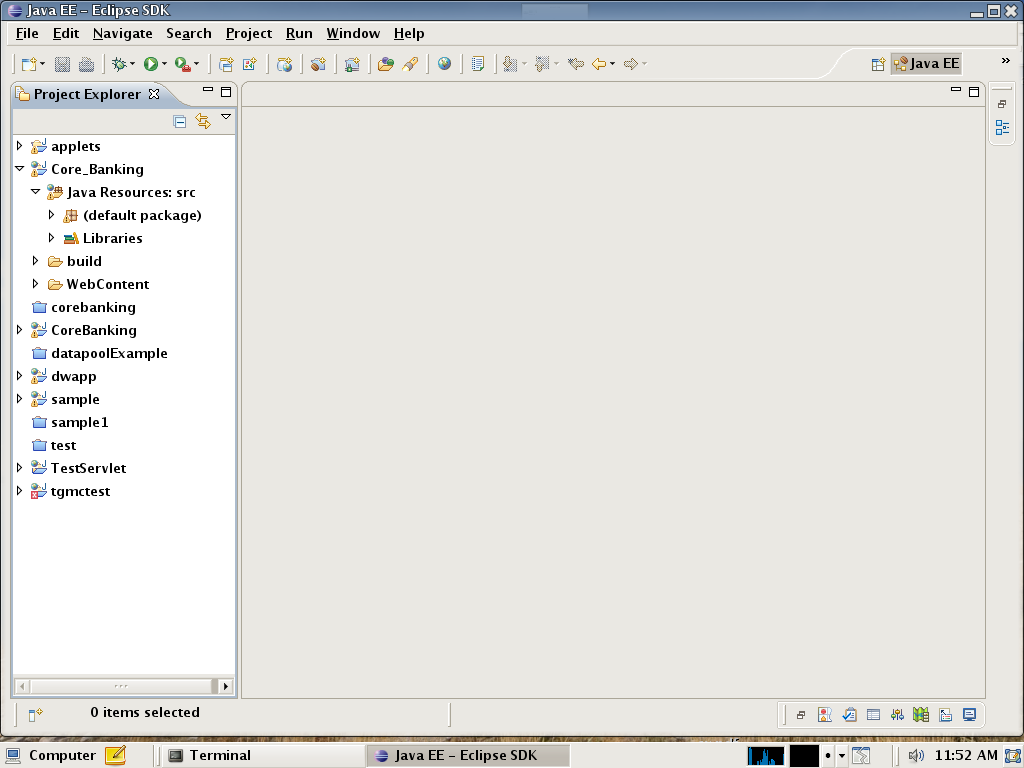 Java EE - Eclipse SDK
File Edit Navigate Search Project Run Window Help
Java EE »
Project Explorer
applets
Core_Banking
Java Resources: src
(default package)
Libraries
build
WebContent
corebanking
CoreBanking
datapoolExample
dwapp
sample
sample1
test
TestServlet
tgmctest
0 items selected
Computer Terminal Java EE - Eclipse SDK 11:52 AM